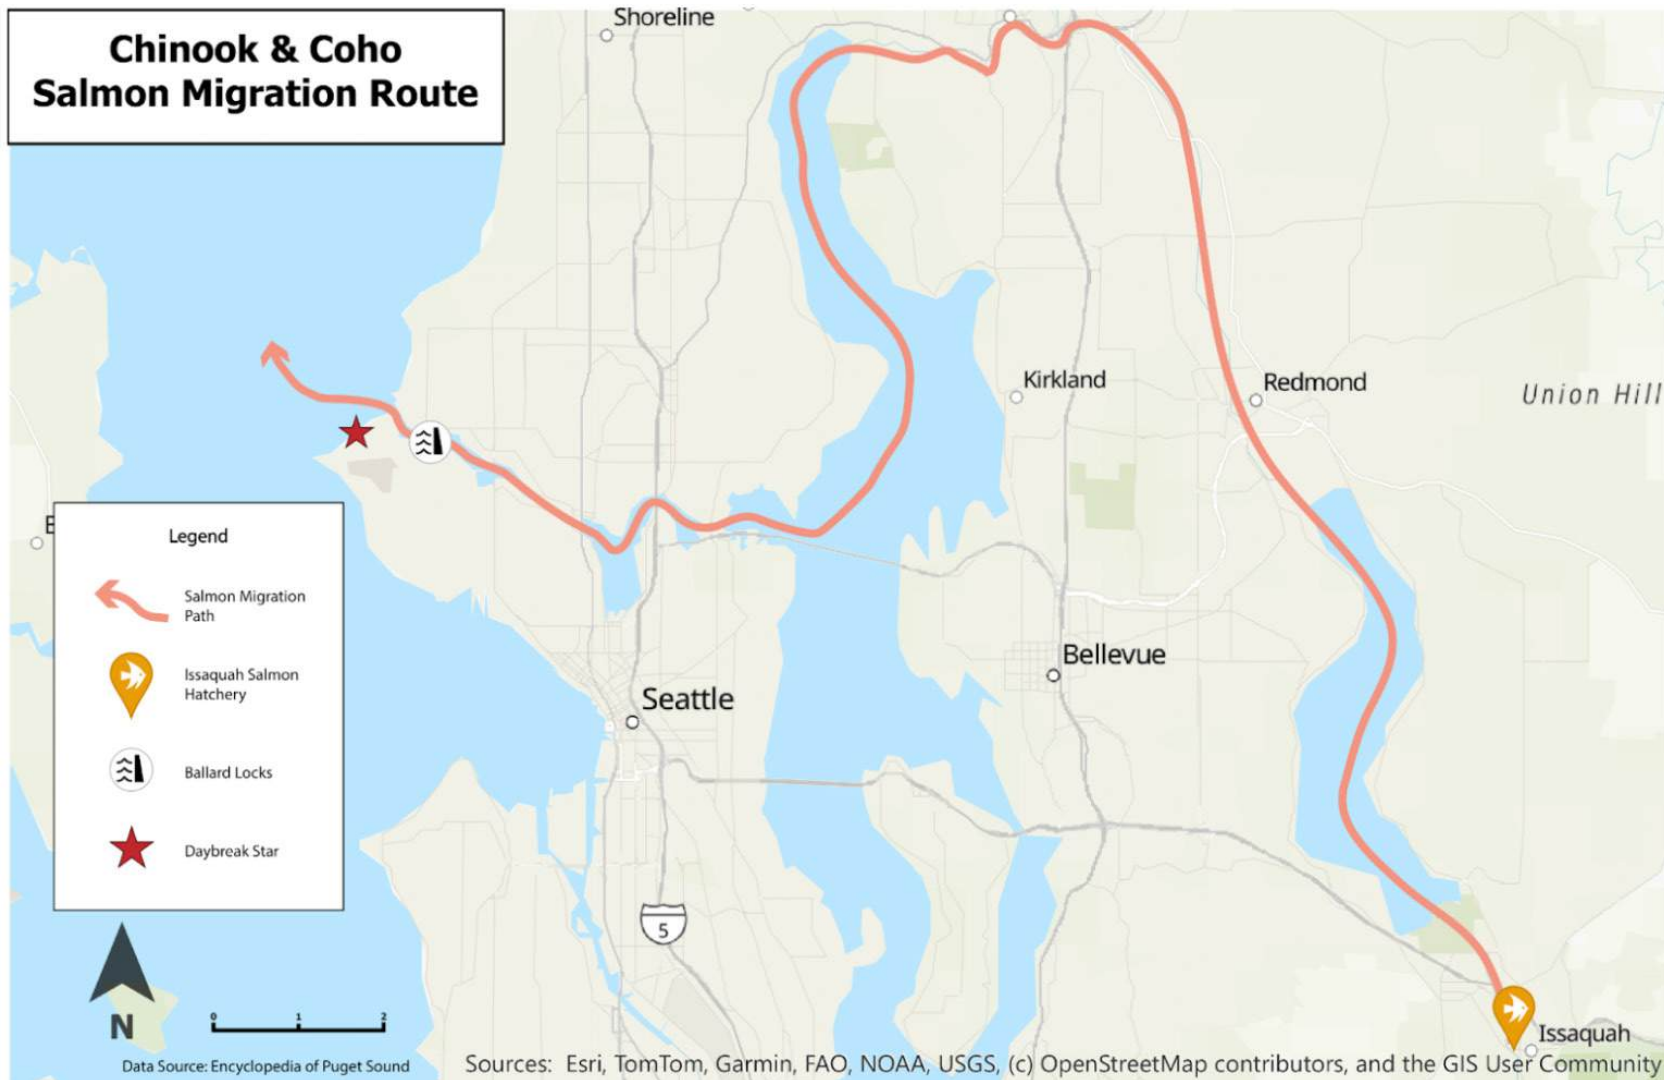 Chinook & Coho
Salmon Migration Route
Shoreline
Kirkland
Redmond
Union Hill
E
Legend
Salmon Migration
Path
Issaquah Salmon
Hatchery
Ballard Locks
Daybreak Star
Bellevue
Seattle
5
N
0 1 2
Issaquah
Data Source: Encyclopedia of Puget Sound
Sources: Esri, TomTom, Garmin, FAO, NOAA, USGS, (c) OpenStreetMap contributors, and the GIS User Community